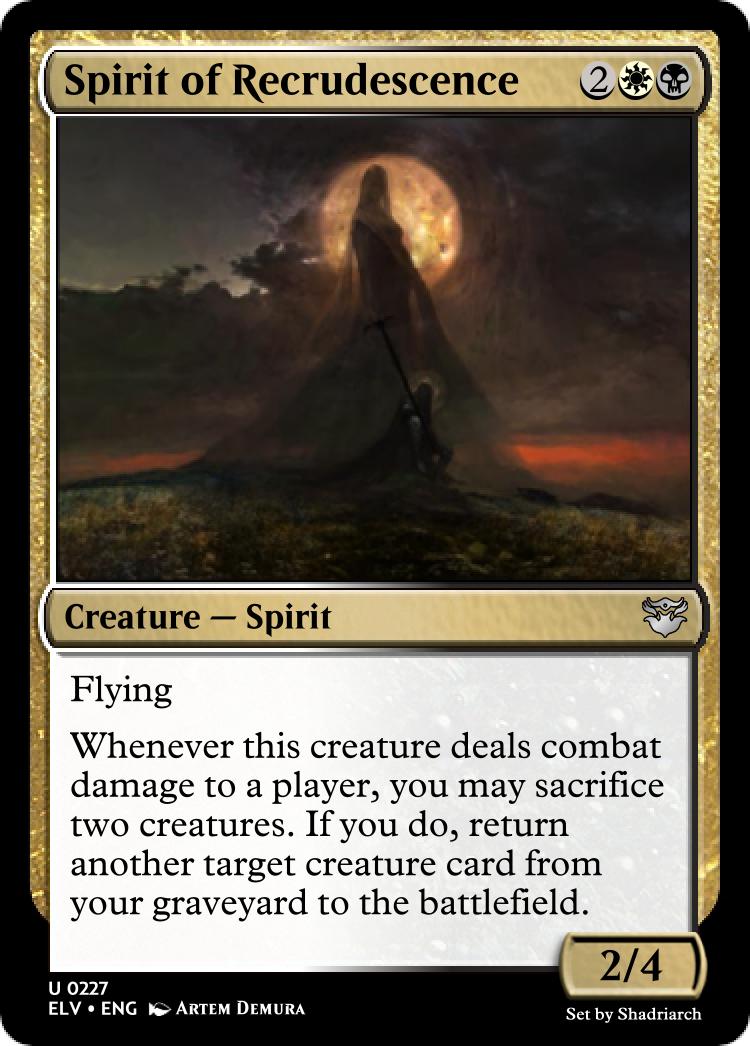 Spirit of Recrudescence 2
Creature — Spirit
Flying
Whenever this creature deals combat
damage to a player, you may sacrifice
two creatures. If you do, return
another target creature card from
your graveyard to the battlefield.
2/4
U 0227
ELV • ENG Artem Demura
Set by Shadriarch